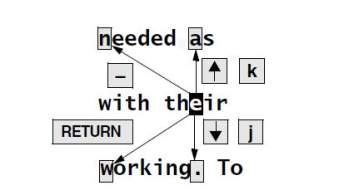 needed as
– ↑ k
with their
RETURN ↓ j
working. To